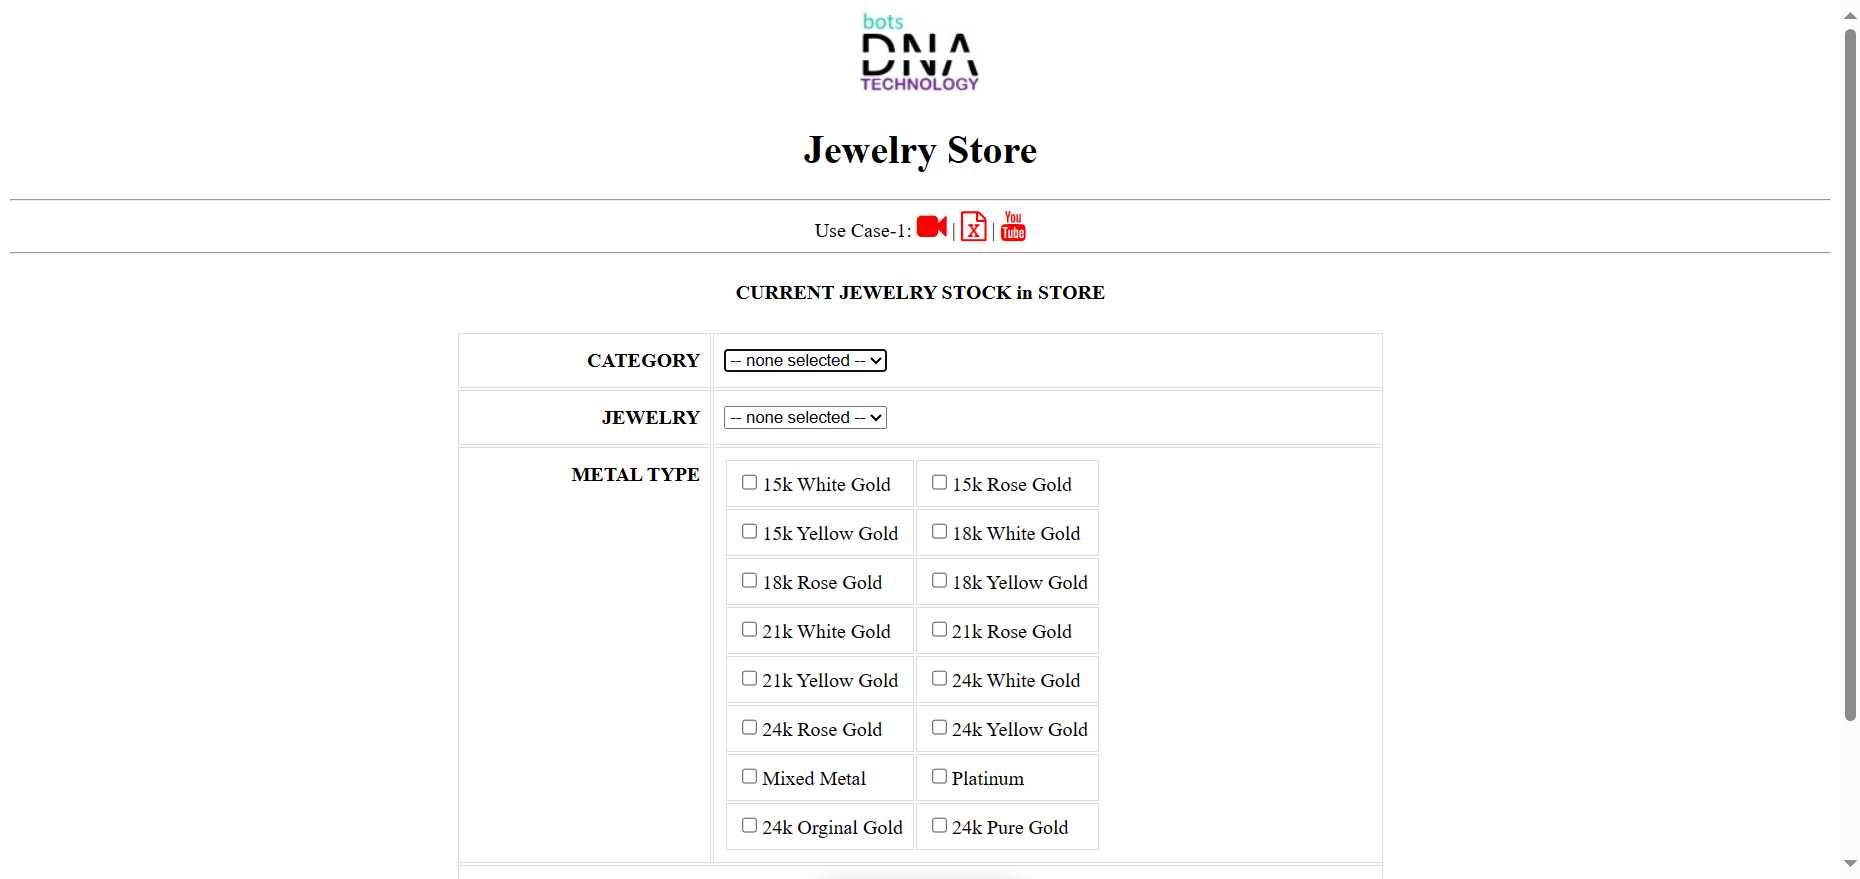 bots
DNA
TECHNOLOGY
Jewelry Store
Use Case-1: | X | You Tube
CURRENT JEWELRY STOCK in STORE
CATEGORY -- none selected --
JEWELRY -- none selected --
METAL TYPE
15k White Gold 15k Rose Gold
15k Yellow Gold 18k White Gold
18k Rose Gold 18k Yellow Gold
21k White Gold 21k Rose Gold
21k Yellow Gold 24k White Gold
24k Rose Gold 24k Yellow Gold
Mixed Metal Platinum
24k Orginal Gold 24k Pure Gold